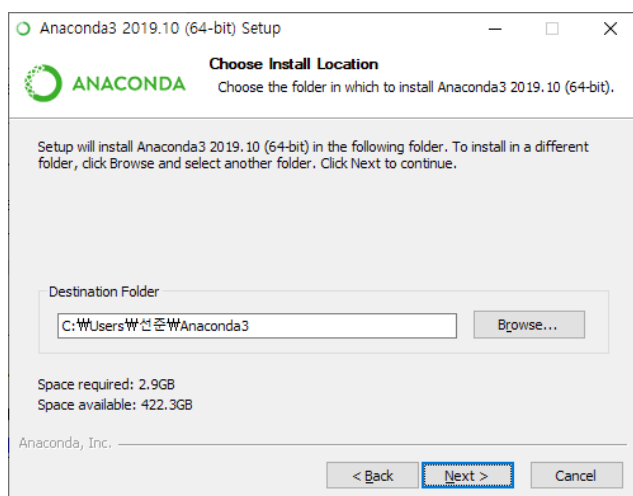 Anaconda3 2019.10 (64-bit) Setup
ANACONDA
Choose Install Location
Choose the folder in which to install Anaconda3 2019.10 (64-bit).
Setup will install Anaconda3 2019.10 (64-bit) in the following folder. To install in a different
folder, click Browse and select another folder. Click Next to continue.
Destination Folder
C:₩Users₩선준₩Anaconda3
Browse...
Space required: 2.9GB
Space available: 422.3GB
Anaconda, Inc.
< Back
Next >
Cancel